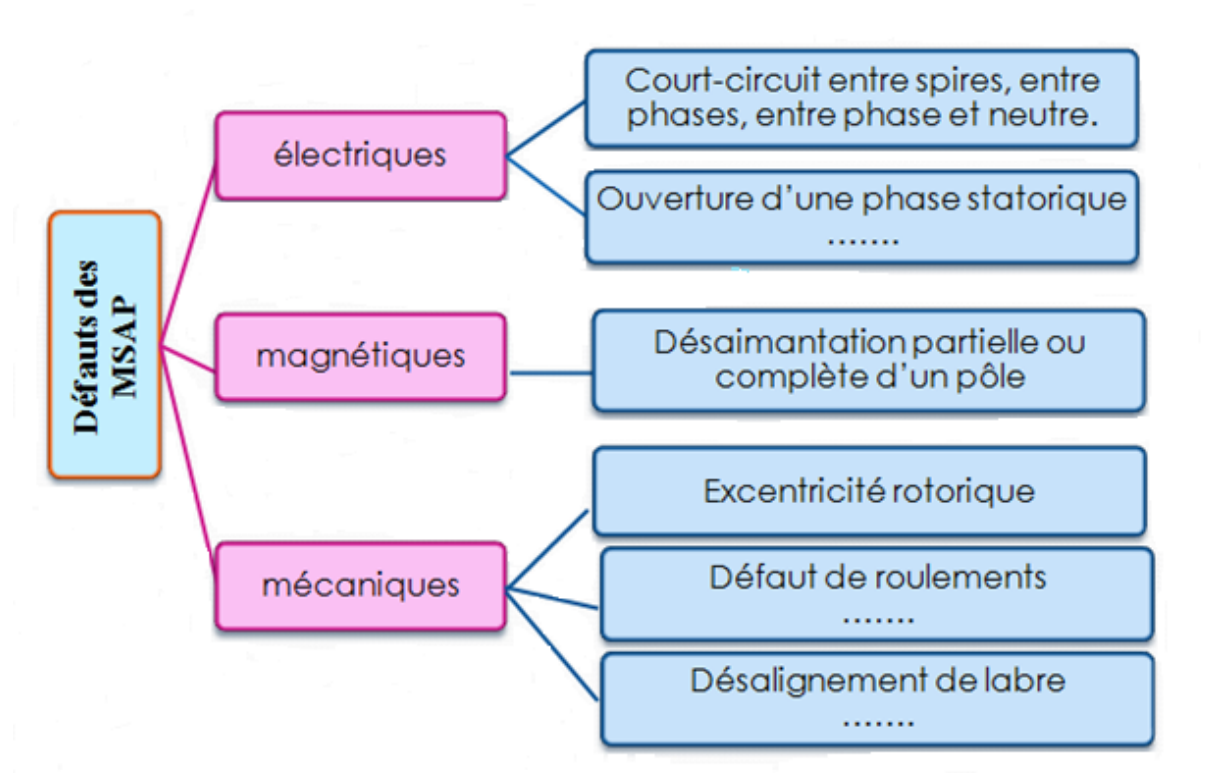 Défauts des
MSAP
électriques
Court-circuit entre spires, entre
phases, entre phase et neutre.
Ouverture d’une phase statorique
.......
magnétiques
Désaimantation partielle ou
complète d’un pôle
mécaniques
Excentricité rotorique
Défaut de roulements
.......
Désalignement de labre
.......